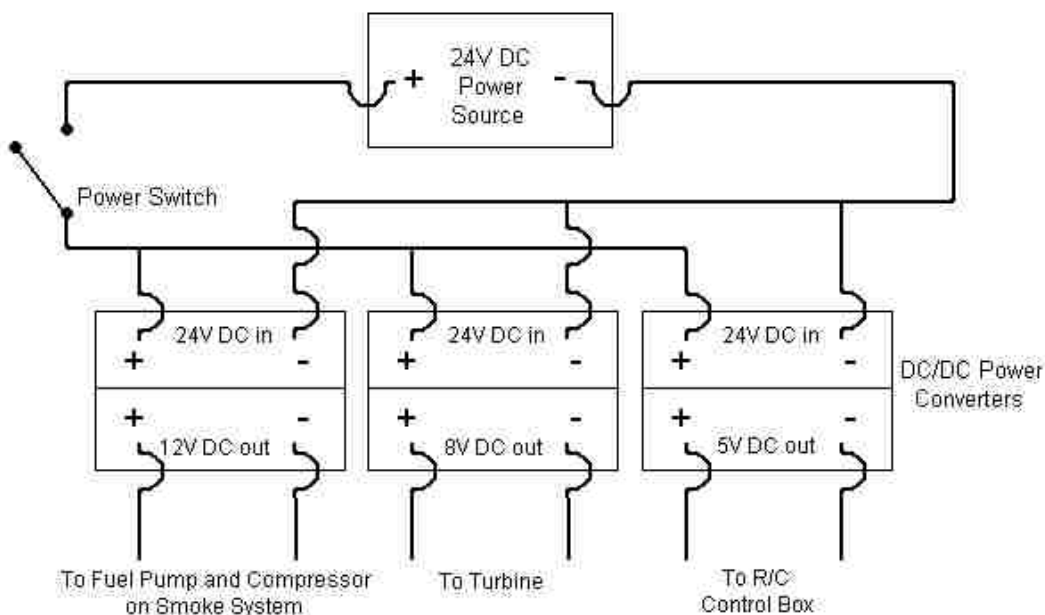 24V DC
Power
Source
+ -
Power Switch
24V DC in
+ -
24V DC in
+ -
24V DC in
+ -
DC/DC Power
Converters
+ -
12V DC out
+ -
8V DC out
+ -
5V DC out
To Fuel Pump and Compressor
on Smoke System
To Turbine
To R/C
Control Box